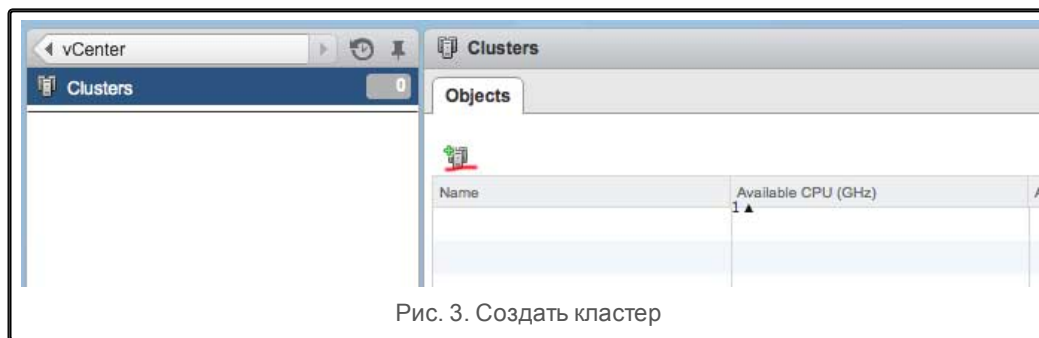 vCenter
Clusters 0
Clusters
Objects
Name Available CPU (GHz)
1 ▲
Рис. 3. Создать кластер